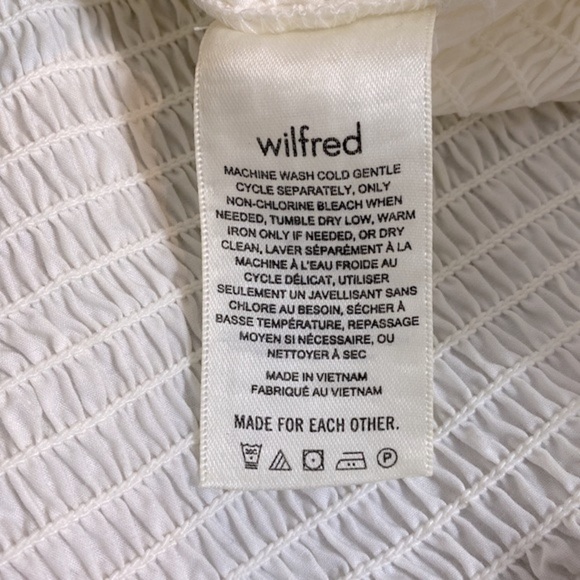 wilfred
MACHINE WASH COLD GENTLE
CYCLE SEPARATELY, ONLY
NON-CHLORINE BLEACH WHEN
NEEDED, TUMBLE DRY LOW, WARM
IRON ONLY IF NEEDED, OR DRY
CLEAN, LAVER SÉPARÉMENT À LA
MACHINE À L'EAU FROIDE AU
CYCLE DÉLICAT, UTILISER
SEULEMENT UN JAVELLISANT SANS
CHLORE AU BESOIN, SÉCHER À
BASSE TEMPÉRATURE, REPASSAGE
MOYEN SI NÉCESSAIRE, OU
NETTOYER À SEC
MADE IN VIETNAM
FABRIQUÉ AU VIETNAM
MADE FOR EACH OTHER.
30C P